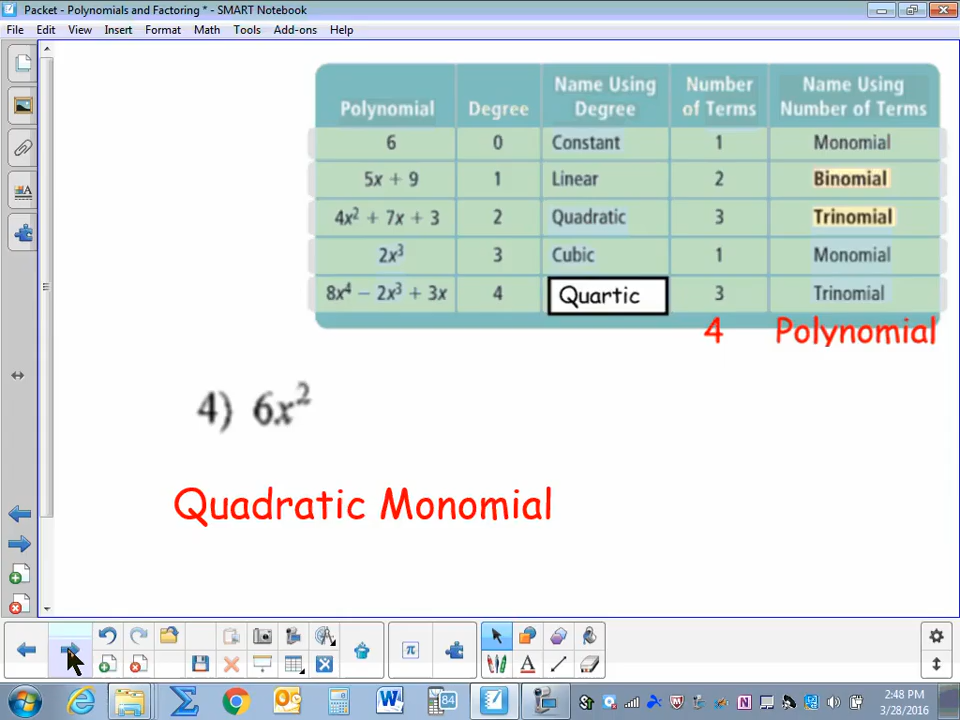 Packet - Polynomials and Factoring * - SMART Notebook
File Edit View Insert Format Math Tools Add-ons Help
Polynomial Degree Name Using Degree Number of Terms Name Using Number of Terms
6 0 Constant 1 Monomial
5x + 9 1 Linear 2 Binomial
4x² + 7x + 3 2 Quadratic 3 Trinomial
2x³ 3 Cubic 1 Monomial
8x⁴ − 2x³ + 3x 4 Quartic 3 Trinomial
4 Polynomial
4) 6x²
Quadratic Monomial
2:48 PM
3/28/2016